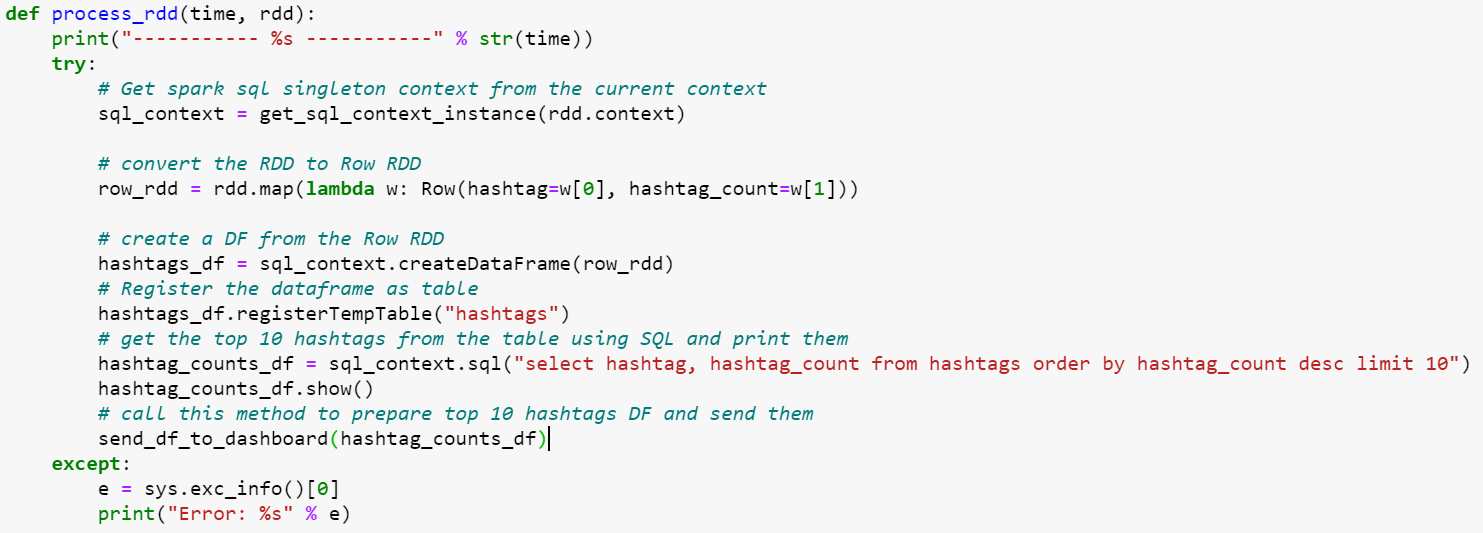 def process_rdd(time, rdd):
    print("----------- %s -----------" % str(time))
    try:
        # Get spark sql singleton context from the current context
        sql_context = get_sql_context_instance(rdd.context)

        # convert the RDD to Row RDD
        row_rdd = rdd.map(lambda w: Row(hashtag=w[0], hashtag_count=w[1]))

        # create a DF from the Row RDD
        hashtags_df = sql_context.createDataFrame(row_rdd)
        # Register the dataframe as table
        hashtags_df.registerTempTable("hashtags")
        # get the top 10 hashtags from the table using SQL and print them
        hashtag_counts_df = sql_context.sql("select hashtag, hashtag_count from hashtags order by hashtag_count desc limit 10")
        hashtag_counts_df.show()
        # call this method to prepare top 10 hashtags DF and send them
        send_df_to_dashboard(hashtag_counts_df)
    except:
        e = sys.exc_info()[0]
        print("Error: %s" % e)